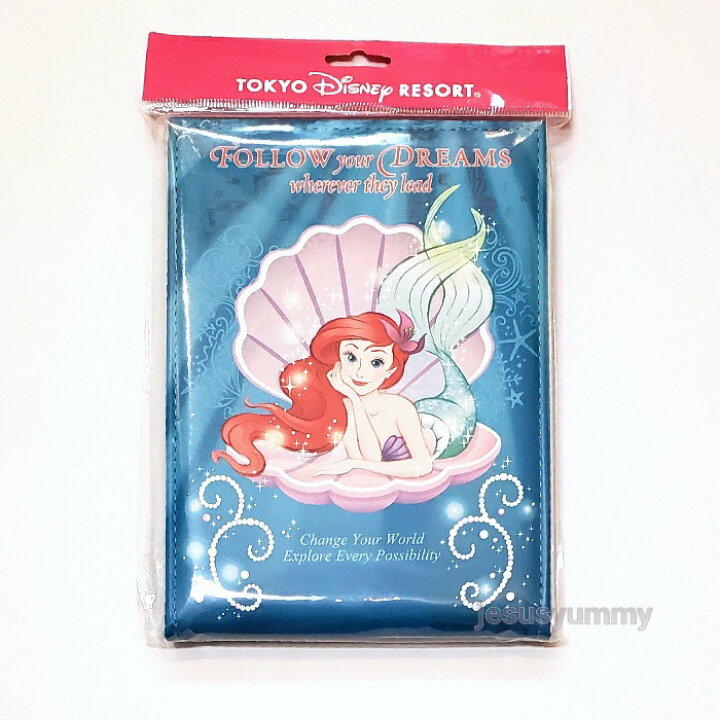 TOKYO Disney RESORT®
FOLLOW your DREAMS
wherever they lead
Change Your World
Explore Every Possibility
jesusyummy